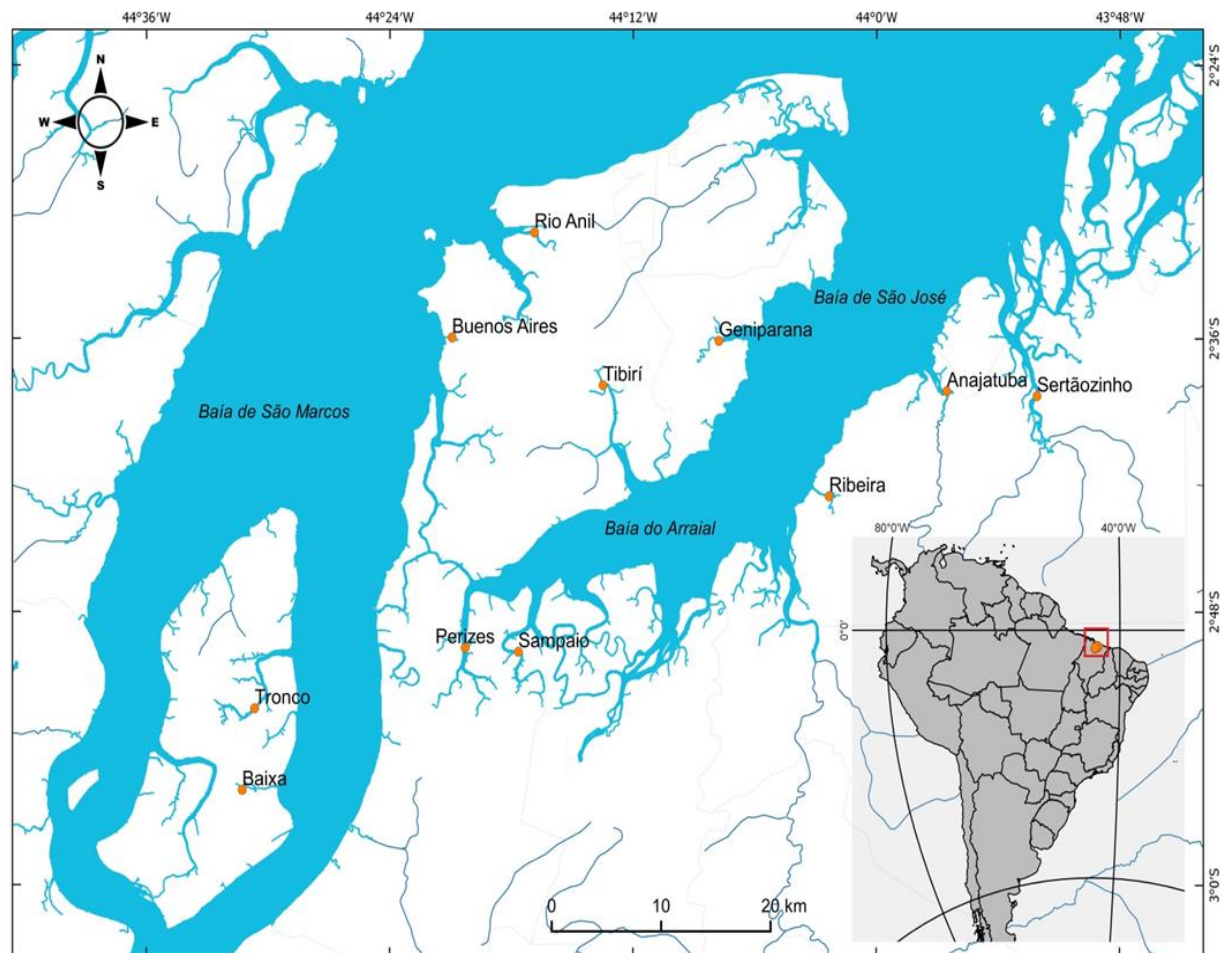 44°36'W 44°24'W 44°12'W 44°0'W 43°48'W
2°24'S
N
W E
S
Rio Anil
Baía de São José
Buenos Aires
Geniparana
2°36'S
Tibirí
Anajatuba
Sertãozinho
Baía de São Marcos
Ribeira
Baía do Arraial
80°0'W 40°0'W
2°48'S
0°0'
Perizes
Sampaio
Tronco
Baixa
3°0'S
0 10 20 km